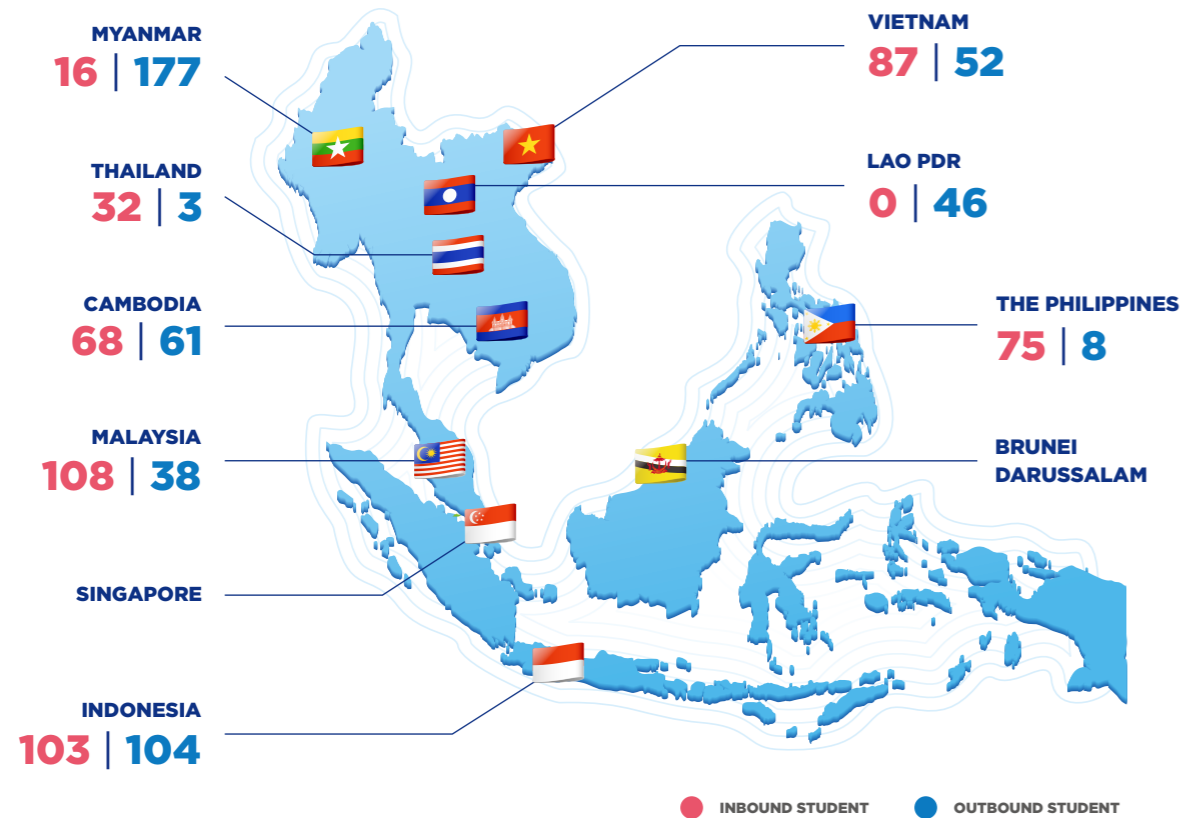 MYANMAR
16 | 177
THAILAND
32 | 3
CAMBODIA
68 | 61
MALAYSIA
108 | 38
SINGAPORE
INDONESIA
103 | 104
VIETNAM
87 | 52
LAO PDR
0 | 46
THE PHILIPPINES
75 | 8
BRUNEI
DARUSSALAM
INBOUND STUDENT
OUTBOUND STUDENT